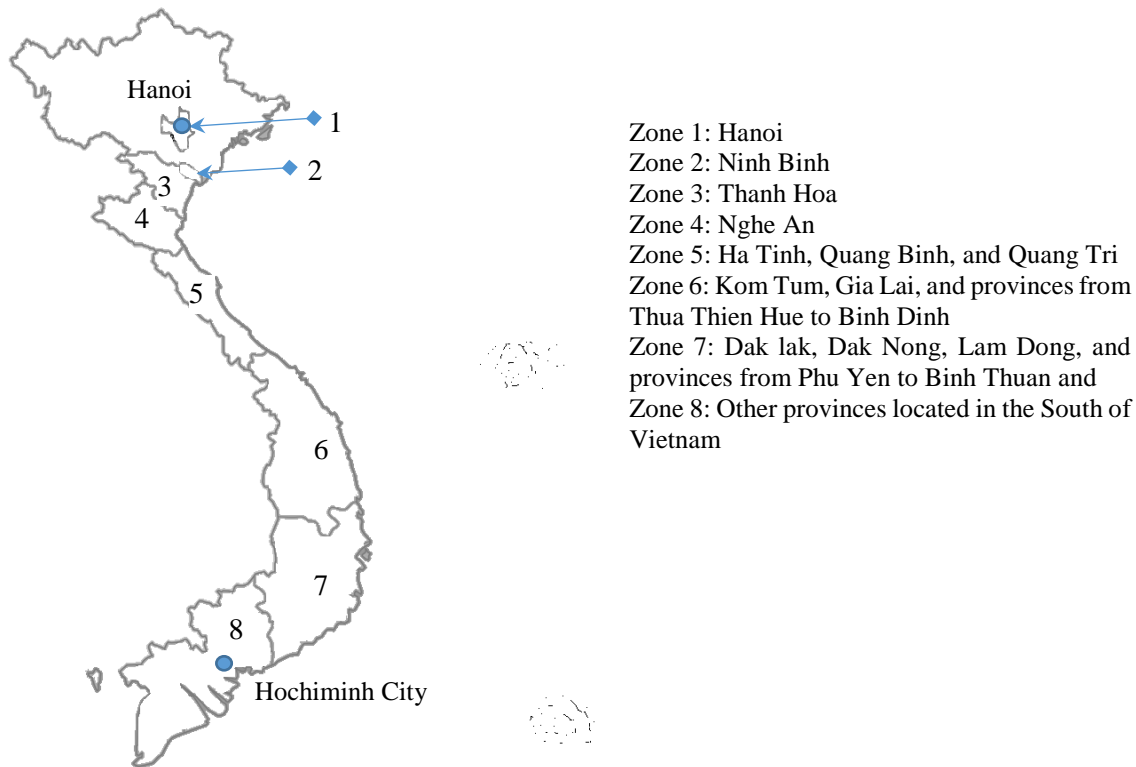 Hanoi
1
2
3
4
5
6
7
8
Hochiminh City
Zone 1: Hanoi
Zone 2: Ninh Binh
Zone 3: Thanh Hoa
Zone 4: Nghe An
Zone 5: Ha Tinh, Quang Binh, and Quang Tri
Zone 6: Kom Tum, Gia Lai, and provinces from
Thua Thien Hue to Binh Dinh
Zone 7: Dak lak, Dak Nong, Lam Dong, and
provinces from Phu Yen to Binh Thuan and
Zone 8: Other provinces located in the South of
Vietnam